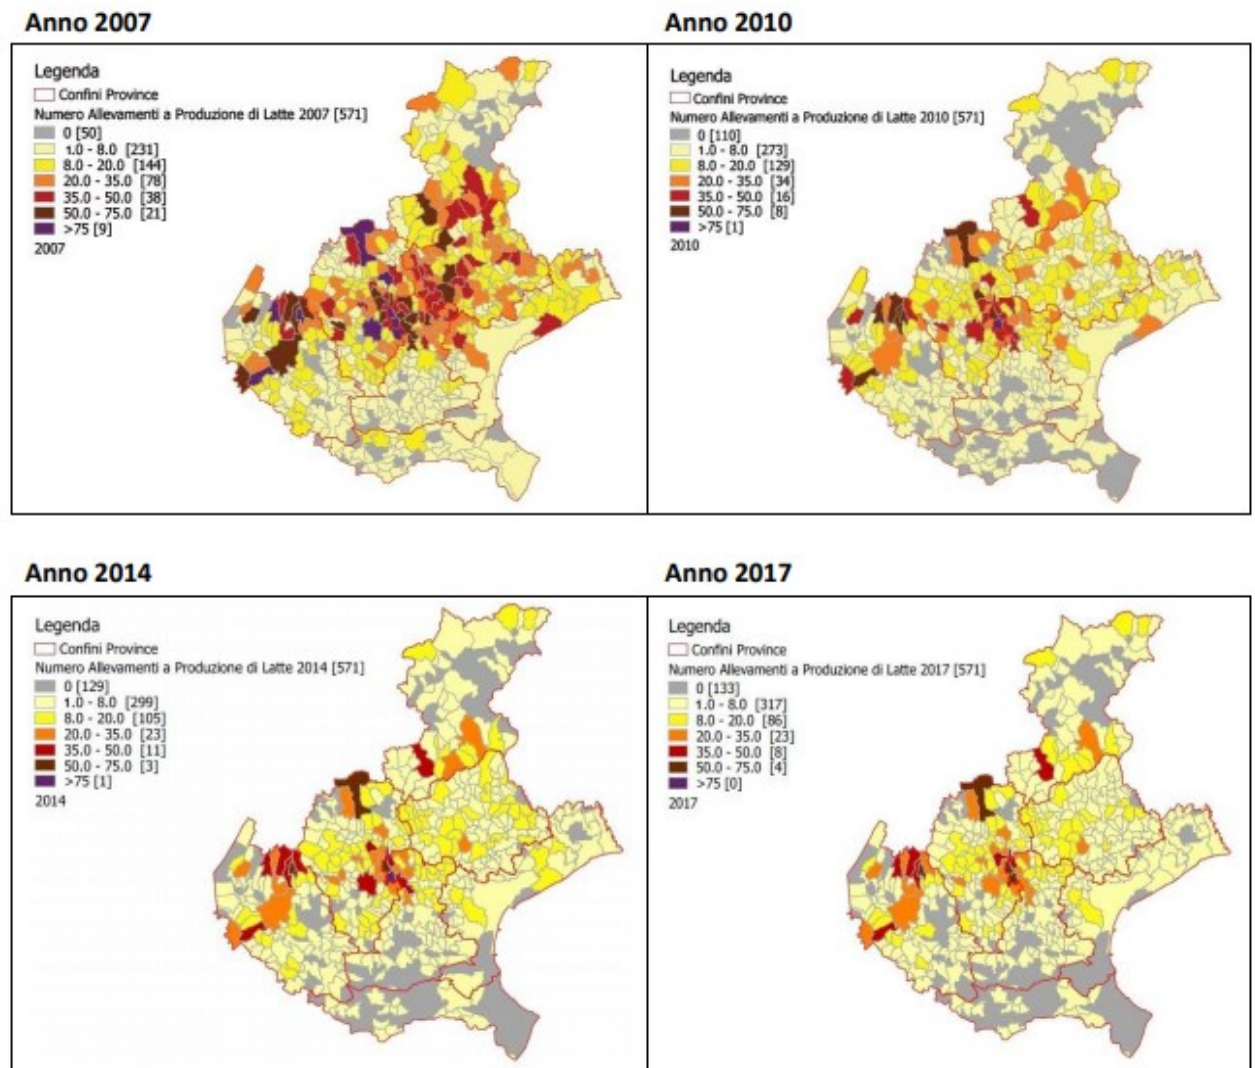 Anno 2007
Legenda
Confini Province
Numero Allevamenti a Produzione di Latte 2007 [571]
0 [50]
1.0 - 8.0 [231]
8.0 - 20.0 [144]
20.0 - 35.0 [78]
35.0 - 50.0 [38]
50.0 - 75.0 [21]
>75 [9]
2007
Anno 2010
Legenda
Confini Province
Numero Allevamenti a Produzione di Latte 2010 [571]
0 [110]
1.0 - 8.0 [273]
8.0 - 20.0 [129]
20.0 - 35.0 [34]
35.0 - 50.0 [16]
50.0 - 75.0 [8]
>75 [1]
2010
Anno 2014
Legenda
Confini Province
Numero Allevamenti a Produzione di Latte 2014 [571]
0 [129]
1.0 - 8.0 [299]
8.0 - 20.0 [105]
20.0 - 35.0 [23]
35.0 - 50.0 [11]
50.0 - 75.0 [3]
>75 [1]
2014
Anno 2017
Legenda
Confini Province
Numero Allevamenti a Produzione di Latte 2017 [571]
0 [133]
1.0 - 8.0 [317]
8.0 - 20.0 [86]
20.0 - 35.0 [23]
35.0 - 50.0 [8]
50.0 - 75.0 [4]
>75 [0]
2017